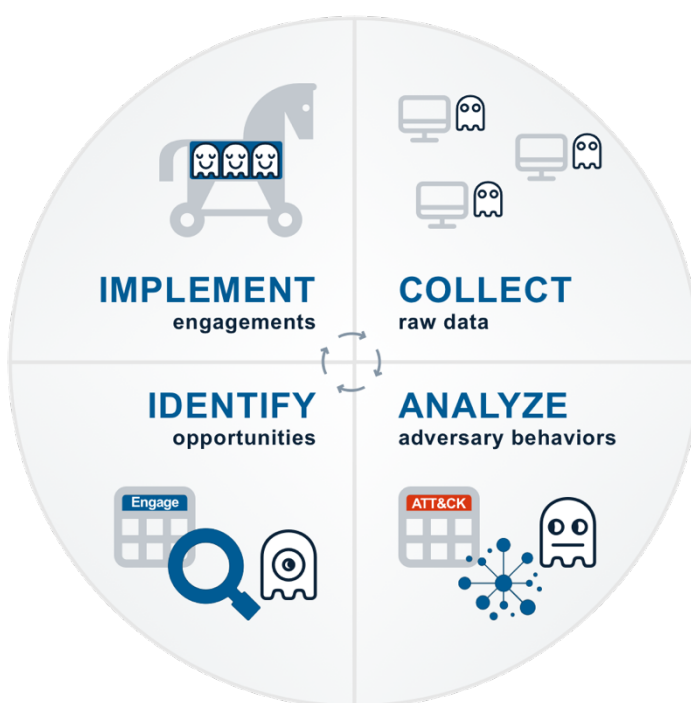 IMPLEMENT
engagements
COLLECT
raw data
IDENTIFY
opportunities
ANALYZE
adversary behaviors
Engage
ATT&CK